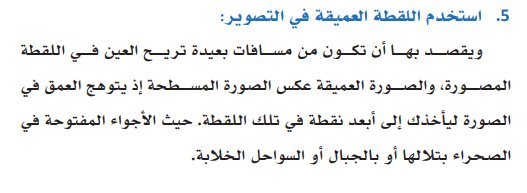 5. استخدم اللقطة العميقة في التصوير:
ويقصد بها أن تكون من مسافات بعيدة تريح العين في اللقطة
المصورة، والصورة العميقة عكس الصورة المسطحة إذ يتوهج العمق في
الصورة ليأخذك إلى أبعد نقطة في تلك اللقطة. حيث الأجواء المفتوحة في
الصحراء بتلالها أو بالجبال أو السواحل الخلابة.